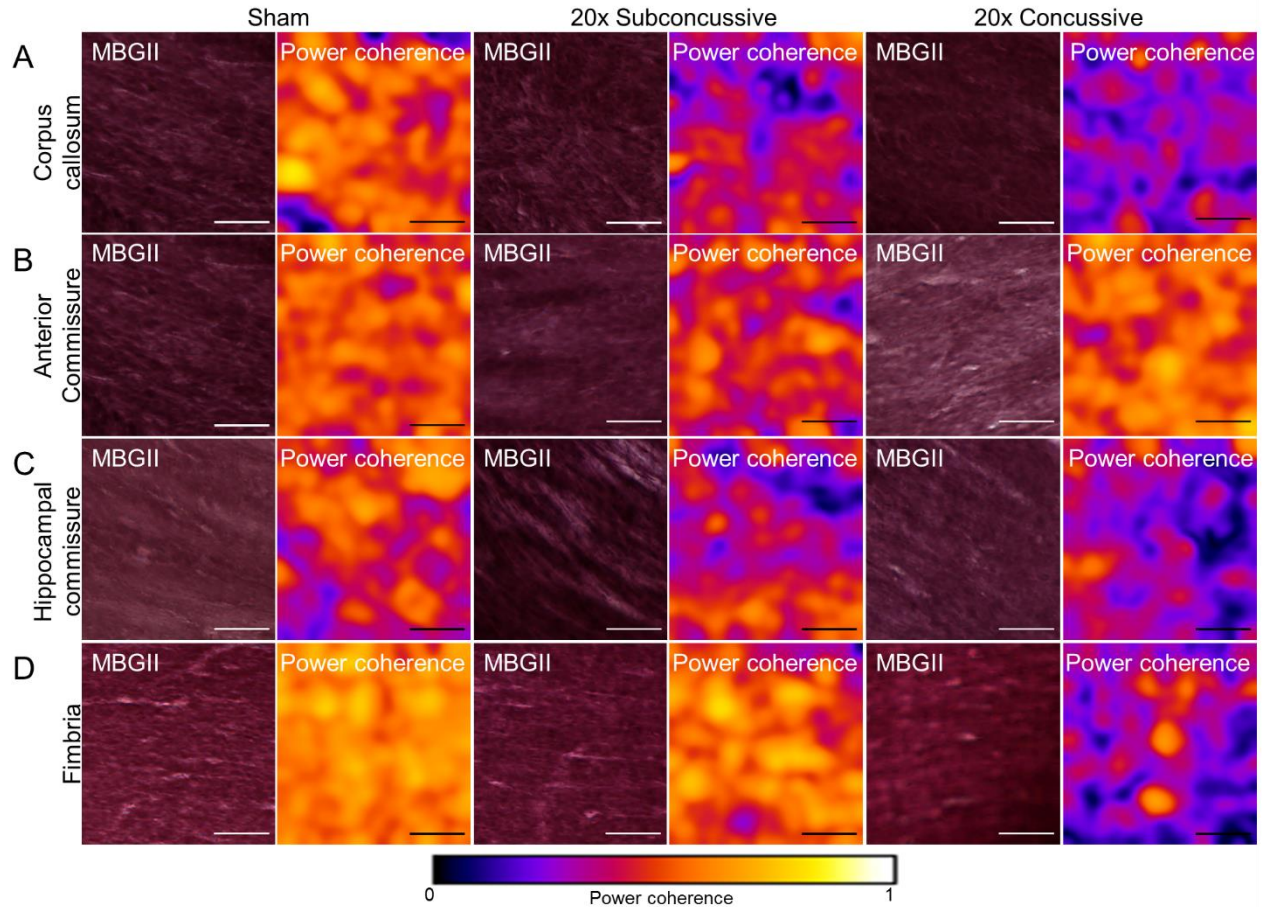 Sham
20x Subconcussive
20x Concussive
A
Corpus
callosum
MBGII
Power coherence
MBGII
Power coherence
MBGII
Power coherence
B
Anterior
Commissure
MBGII
Power coherence
MBGII
Power coherence
MBGII
Power coherence
C
Hippocampal
commissure
MBGII
Power coherence
MBGII
Power coherence
MBGII
Power coherence
D
Fimbria
MBGII
Power coherence
MBGII
Power coherence
MBGII
Power coherence
0
Power coherence
1